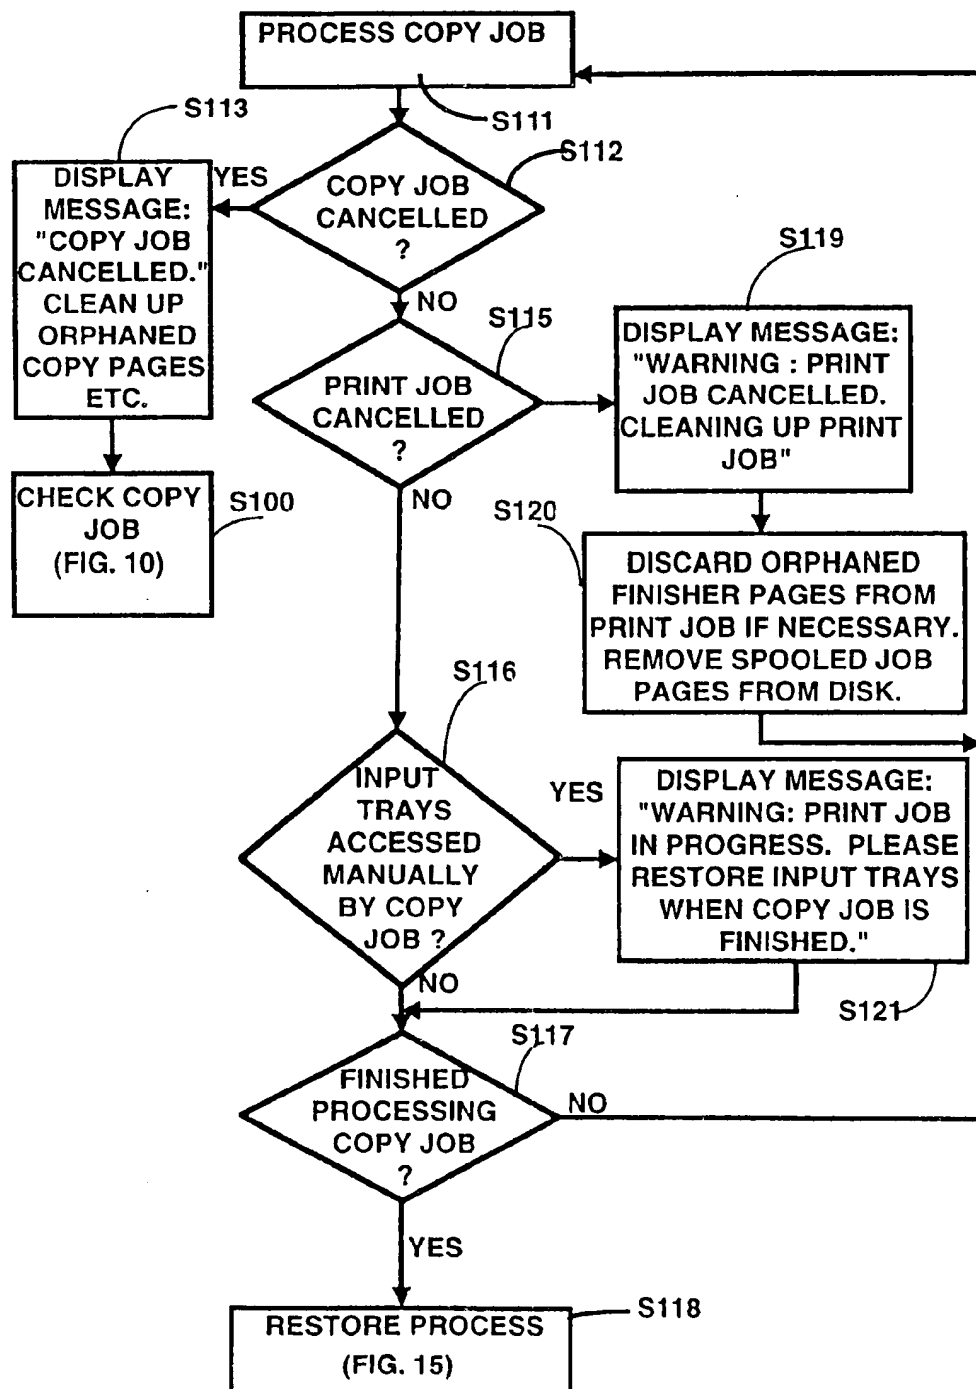 PROCESS COPY JOB
S111
S113
S112
DISPLAY
MESSAGE:
"COPY JOB
CANCELLED."
CLEAN UP
ORPHANED
COPY PAGES
ETC.
YES
COPY JOB
CANCELLED
?
NO
S119
S115
DISPLAY MESSAGE:
"WARNING : PRINT
JOB CANCELLED.
CLEANING UP PRINT
JOB"
PRINT JOB
CANCELLED
?
NO
CHECK COPY
JOB
(FIG. 10)
S100
S120
DISCARD ORPHANED
FINISHER PAGES FROM
PRINT JOB IF NECESSARY.
REMOVE SPOOLED JOB
PAGES FROM DISK.
S116
INPUT
TRAYS
ACCESSED
MANUALLY
BY COPY
JOB ?
YES
DISPLAY MESSAGE:
"WARNING: PRINT JOB
IN PROGRESS. PLEASE
RESTORE INPUT TRAYS
WHEN COPY JOB IS
FINISHED."
NO
S121
S117
FINISHED
PROCESSING
COPY JOB
?
NO
YES
S118
RESTORE PROCESS
(FIG. 15)